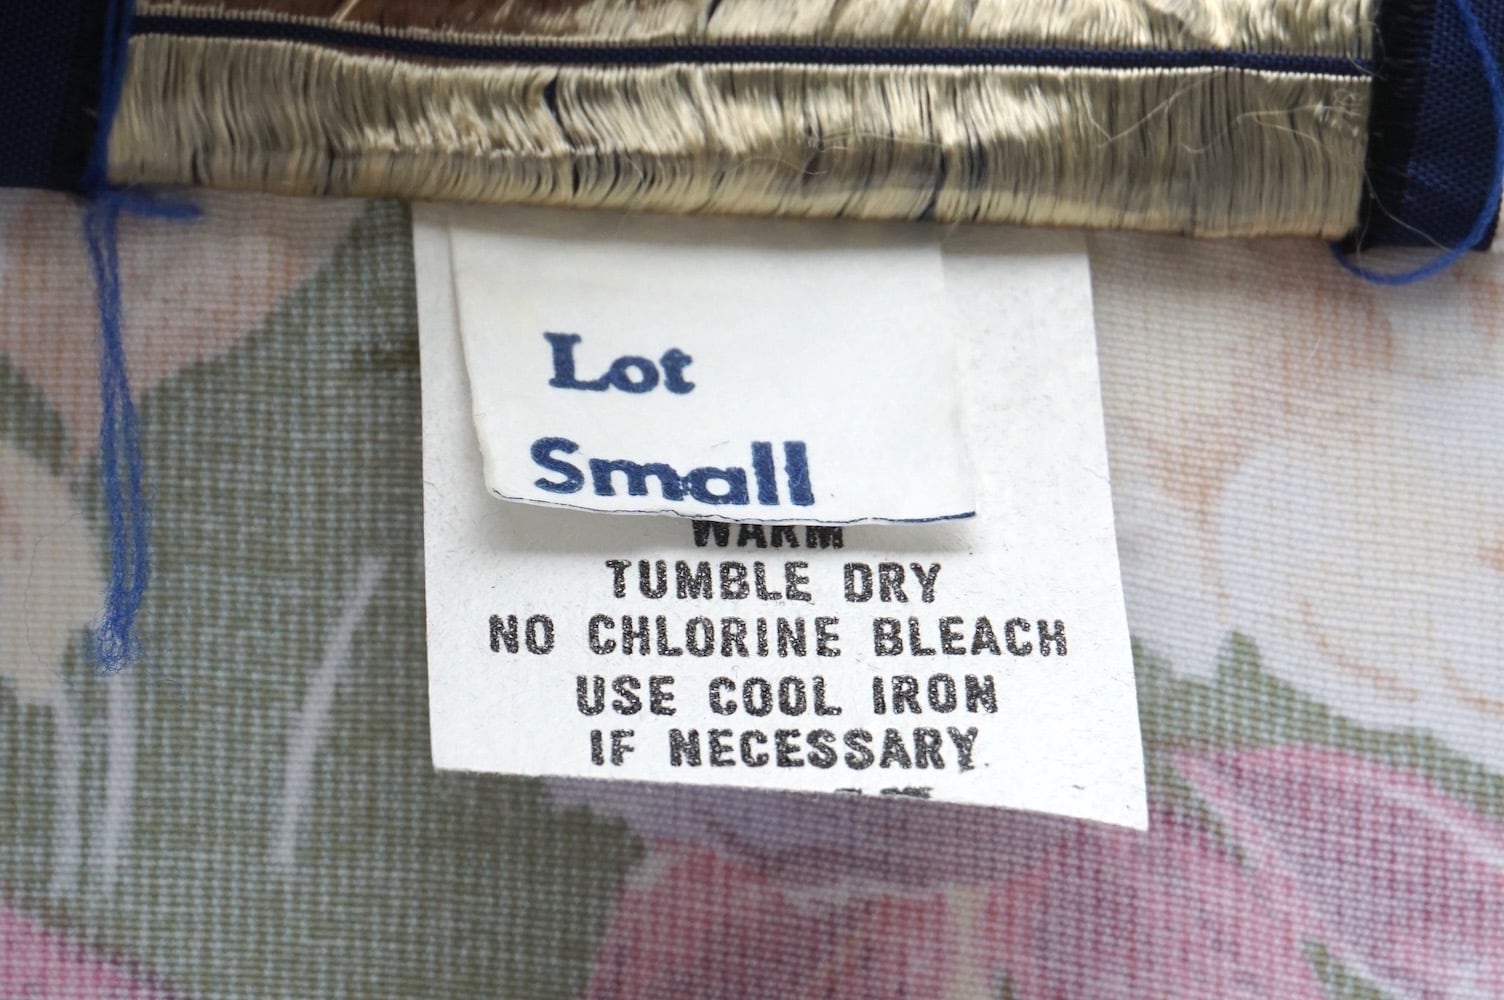 Lot
Small
WARM
TUMBLE DRY
NO CHLORINE BLEACH
USE COOL IRON
IF NECESSARY